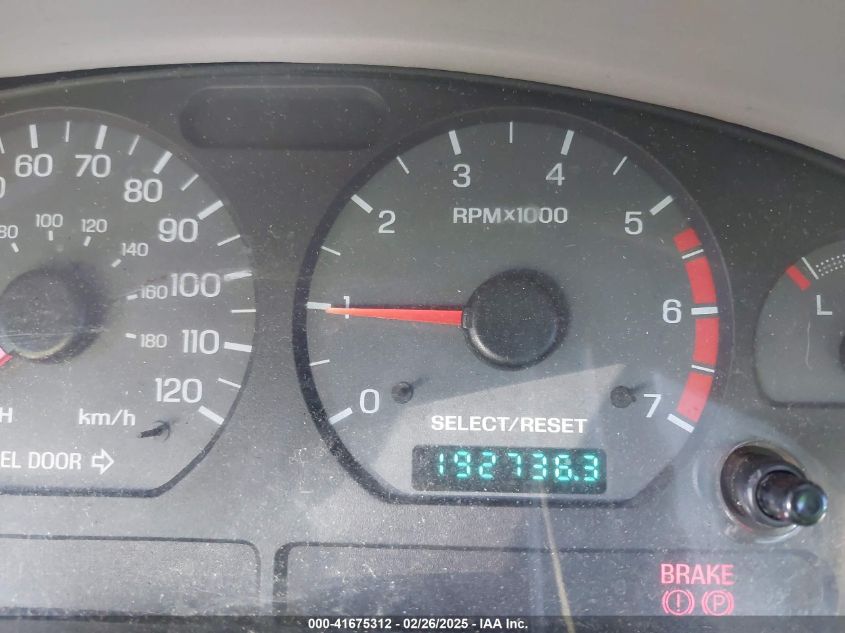 60 70 80 90 100 110 120
80 100 120 140 160 180
km/h
EL DOOR
0 1 2 3 4 5 6 7
RPM×1000
SELECT/RESET
192736.3
L
BRAKE
(!) (P)
000-41675312 - 02/26/2025 - IAA Inc.